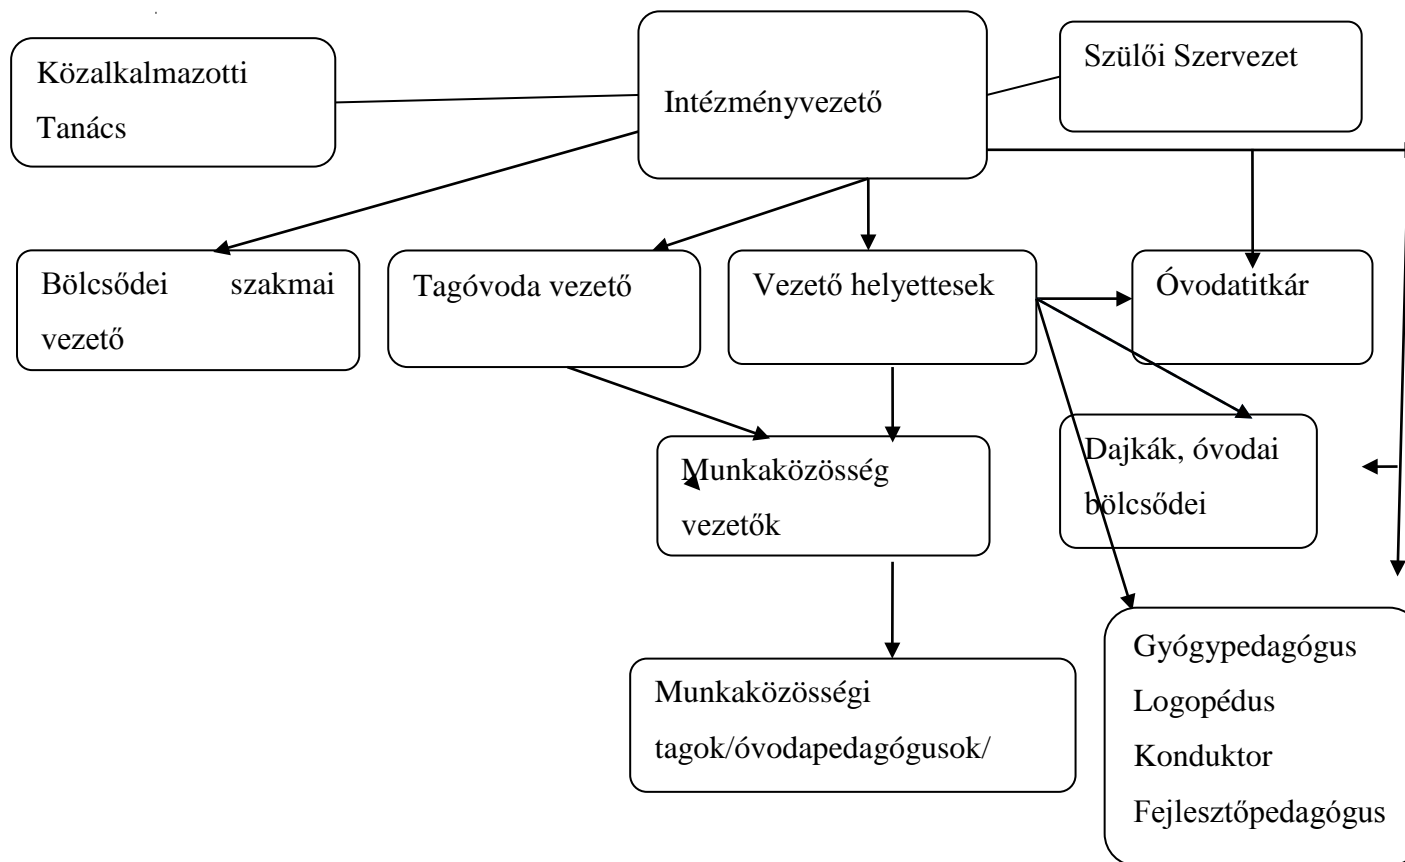 Közalkalmazotti
Tanács
Intézményvezető
Szülői Szervezet
Bölcsődei szakmai
vezető
Tagóvoda vezető
Vezető helyettesek
Óvodatitkár
Munkaközösség
vezetők
Dajkák, óvodai
bölcsődei
Munkaközösségi
tagok/óvodapedagógusok/
Gyógypedagógus
Logopédus
Konduktor
Fejlesztőpedagógus